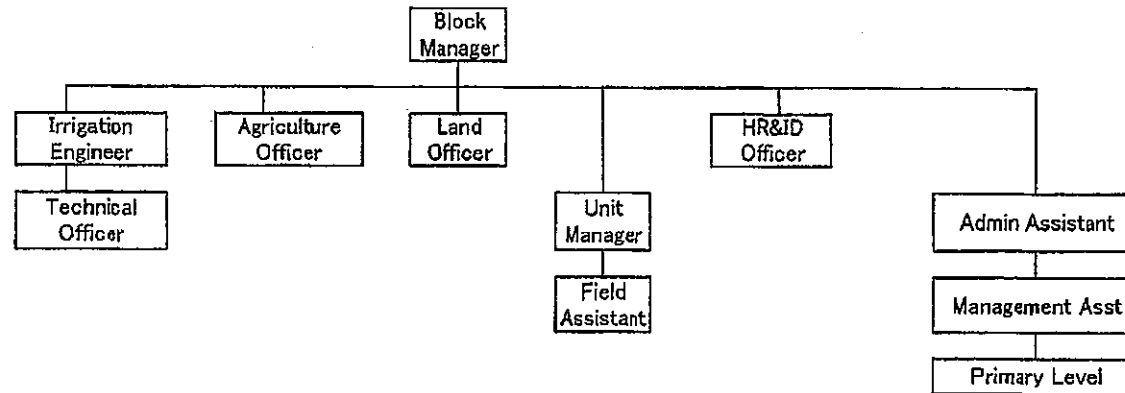 Block
Manager
Irrigation
Engineer
Agriculture
Officer
Land
Officer
HR&ID
Officer
Technical
Officer
Unit
Manager
Admin Assistant
Field
Assistant
Management Asst
Primary Level